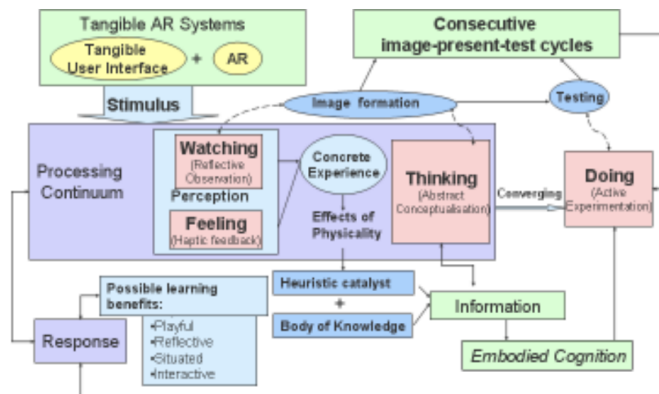 Tangible AR Systems
Tangible
User Interface
+
AR
Stimulus
Consecutive
image-present-test cycles
Image formation
Testing
Processing
Continuum
Watching
(Reflective
Observation)
Perception
Feeling
(Haptic feedback)
Concrete
Experience
Effects of
Physicality
Thinking
(Abstract
Conceptualisation)
Converging
Doing
(Active
Experimentation)
Heuristic catalyst
+
Body of Knowledge
Information
Embodied Cognition
Possible learning
benefits:
•Playful
•Reflective
•Situated
•Interactive
Response